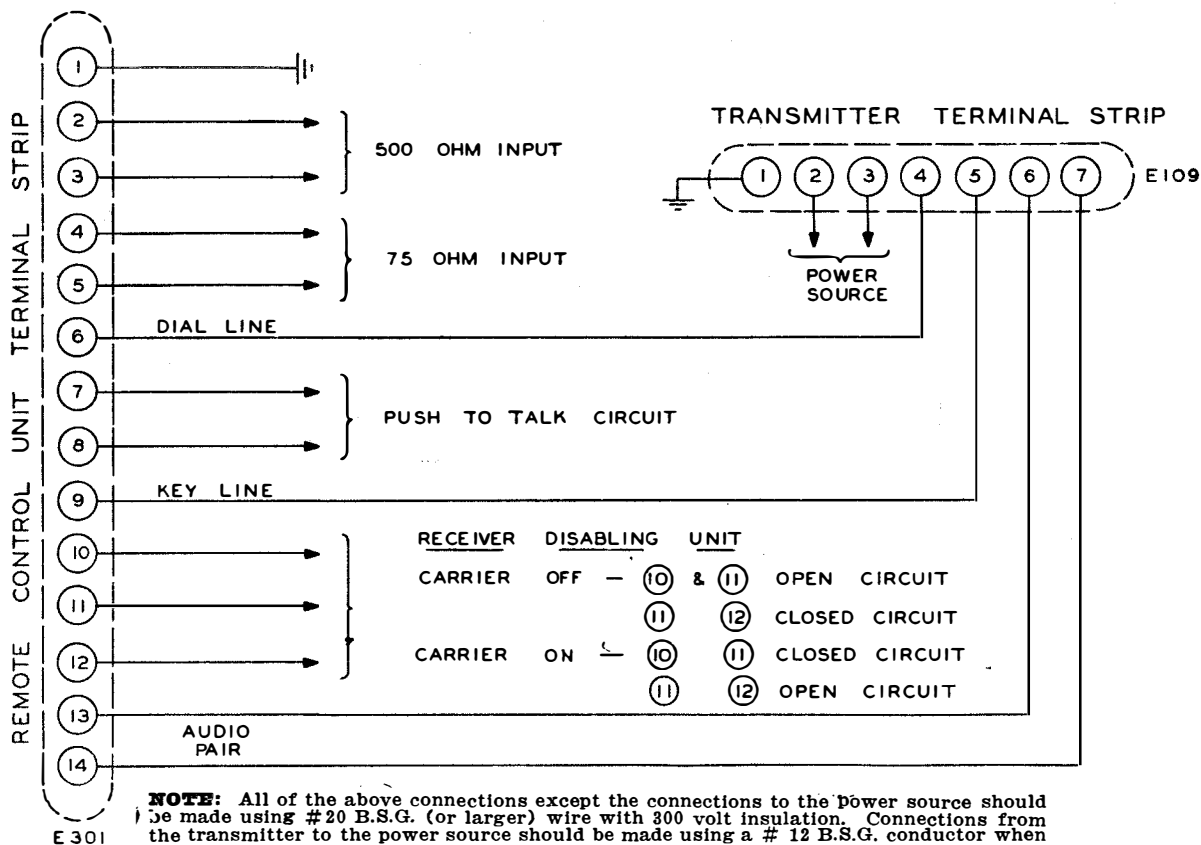 REMOTE CONTROL UNIT TERMINAL STRIP
1
2
3
500 OHM INPUT
4
5
75 OHM INPUT
6
DIAL LINE
7
8
PUSH TO TALK CIRCUIT
9
KEY LINE
10
11
12
RECEIVER DISABLING UNIT
CARRIER OFF — 10 & 11 OPEN CIRCUIT
11 12 CLOSED CIRCUIT
CARRIER ON — 10 11 CLOSED CIRCUIT
11 12 OPEN CIRCUIT
13
AUDIO
PAIR
14
E301
TRANSMITTER TERMINAL STRIP
1 2 3 4 5 6 7 E109
POWER
SOURCE
NOTE: All of the above connections except the connections to the power source should
be made using #20 B.S.G. (or larger) wire with 300 volt insulation. Connections from
the transmitter to the power source should be made using a # 12 B.S.G. conductor when